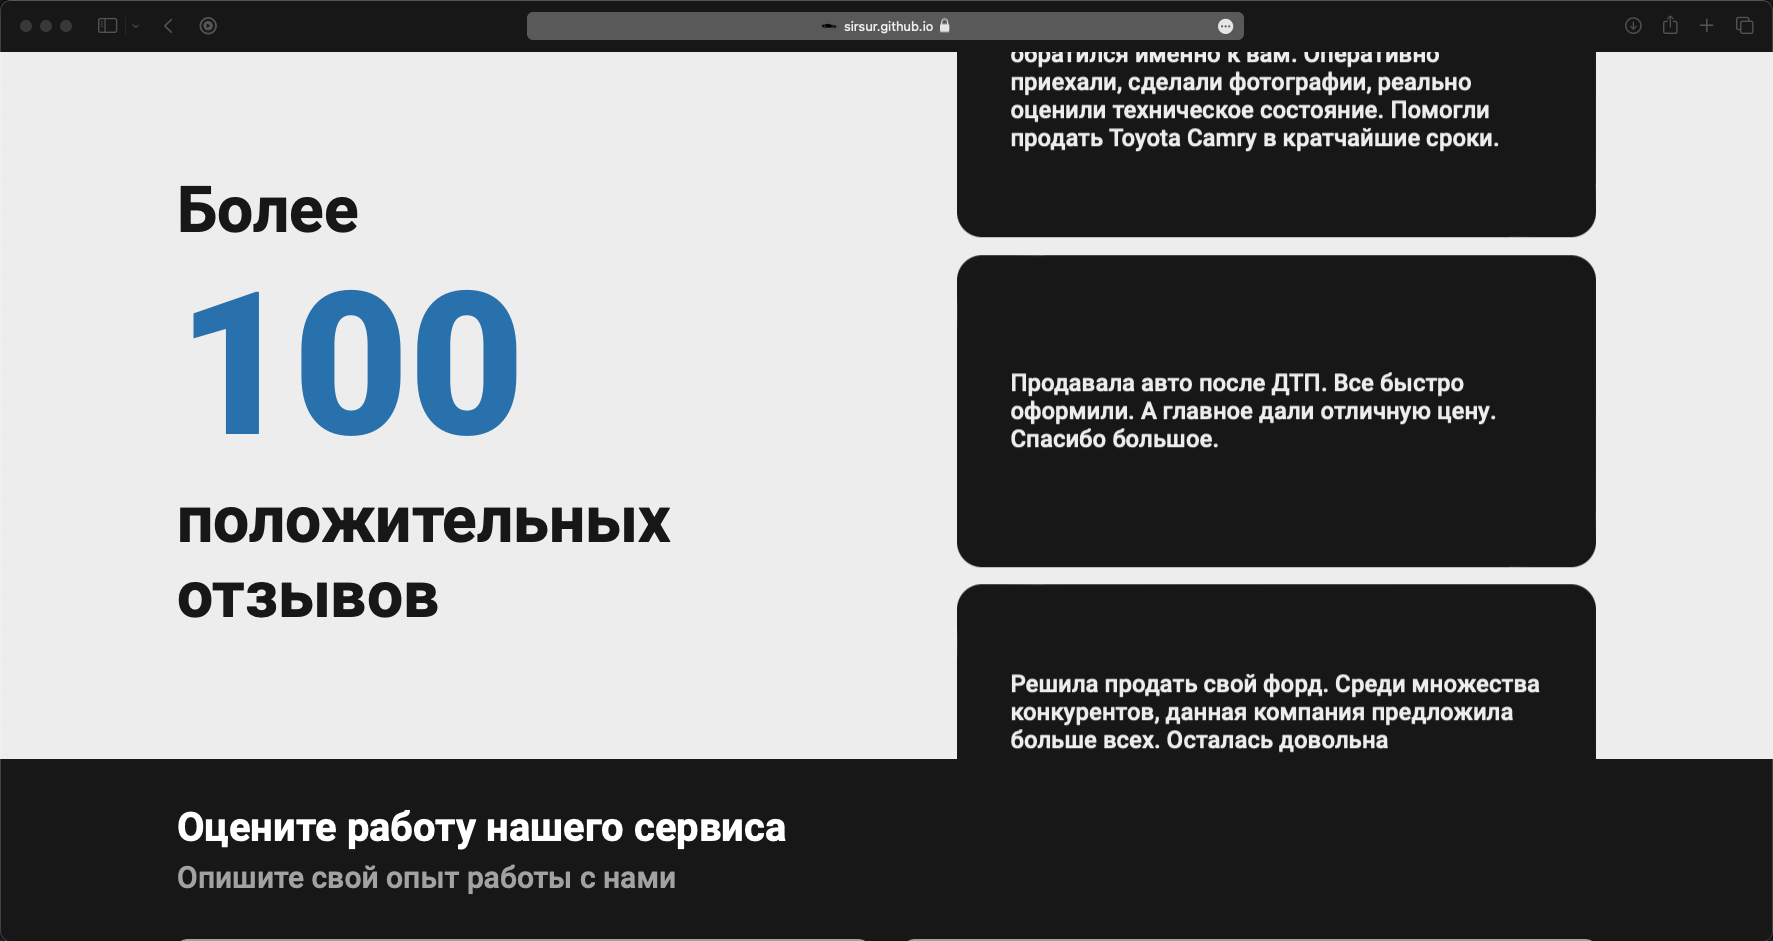 sirsur.github.io
обратился именно к вам. Оперативно
приехали, сделали фотографии, реально
оценили техническое состояние. Помогли
продать Toyota Camry в кратчайшие сроки.
Более
100
положительных
отзывов
Продавала авто после ДТП. Все быстро
оформили. А главное дали отличную цену.
Спасибо большое.
Решила продать свой форд. Среди множества
конкурентов, данная компания предложила
больше всех. Осталась довольна
Оцените работу нашего сервиса
Опишите свой опыт работы с нами